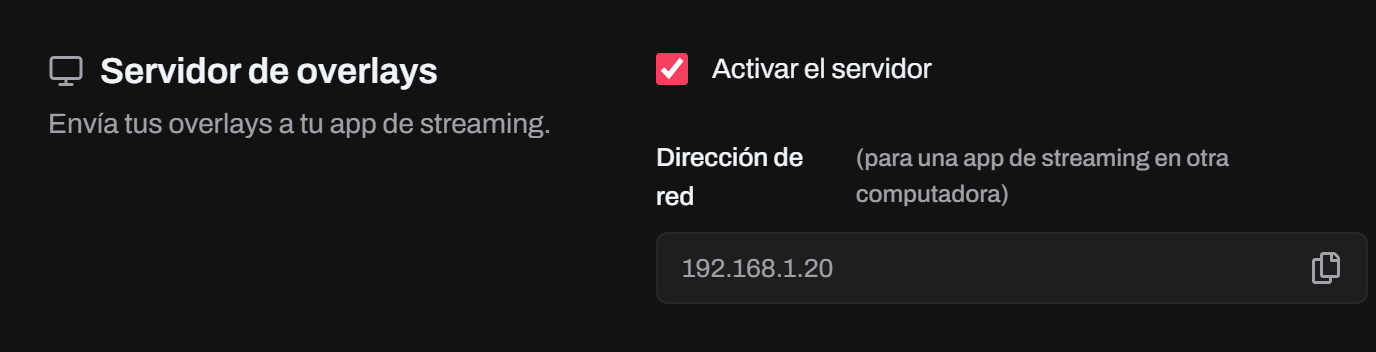 Servidor de overlays
Envía tus overlays a tu app de streaming.
Activar el servidor
Dirección de
red
(para una app de streaming en otra
computadora)
192.168.1.20